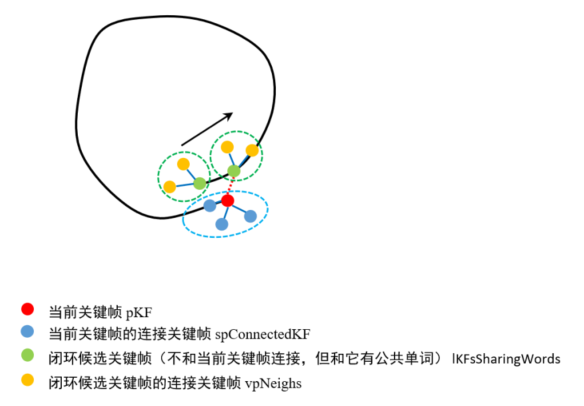 当前关键帧 pKF
当前关键帧的连接关键帧 spConnectedKF
闭环候选关键帧（不和当前关键帧连接，但和它有公共单词） lKFsSharingWords
闭环候选关键帧的连接关键帧 vpNeighs